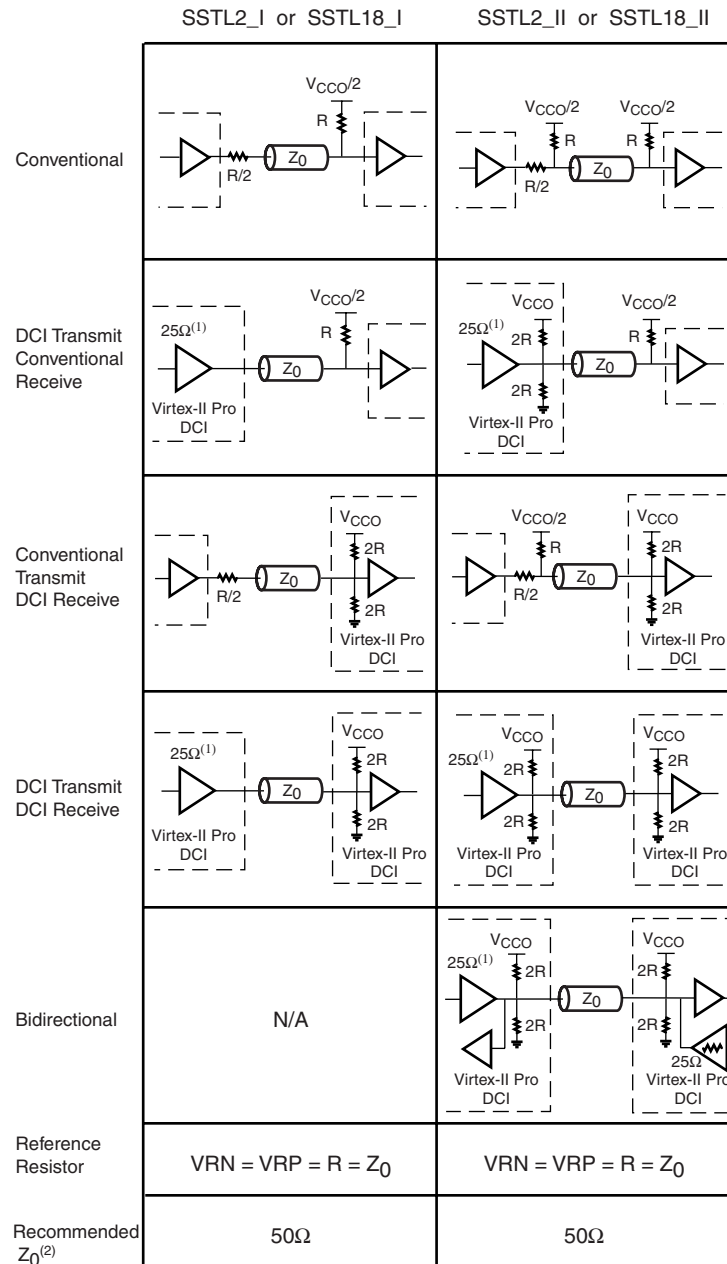 SSTL2_I or SSTL18_I
SSTL2_II or SSTL18_II
Conventional
VCCO/2
R
R/2
Z0
VCCO/2
R
R/2
Z0
VCCO/2
R
DCI Transmit
Conventional
Receive
25Ω(1)
Virtex-II Pro
DCI
Z0
VCCO/2
R
25Ω(1)
VCCO
2R
2R
Virtex-II Pro
DCI
Z0
VCCO/2
R
Conventional
Transmit
DCI Receive
R/2
Z0
VCCO
2R
2R
Virtex-II Pro
DCI
VCCO/2
R
R/2
Z0
VCCO
2R
2R
Virtex-II Pro
DCI
DCI Transmit
DCI Receive
25Ω(1)
Virtex-II Pro
DCI
Z0
VCCO
2R
2R
Virtex-II Pro
DCI
25Ω(1)
VCCO
2R
2R
Virtex-II Pro
DCI
Z0
VCCO
2R
2R
Virtex-II Pro
DCI
Bidirectional
N/A
25Ω(1)
VCCO
2R
2R
Virtex-II Pro
DCI
Z0
VCCO
2R
2R
25Ω
Virtex-II Pro
DCI
Reference
Resistor
VRN = VRP = R = Z0
VRN = VRP = R = Z0
Recommended
Z0(2)
50Ω
50Ω